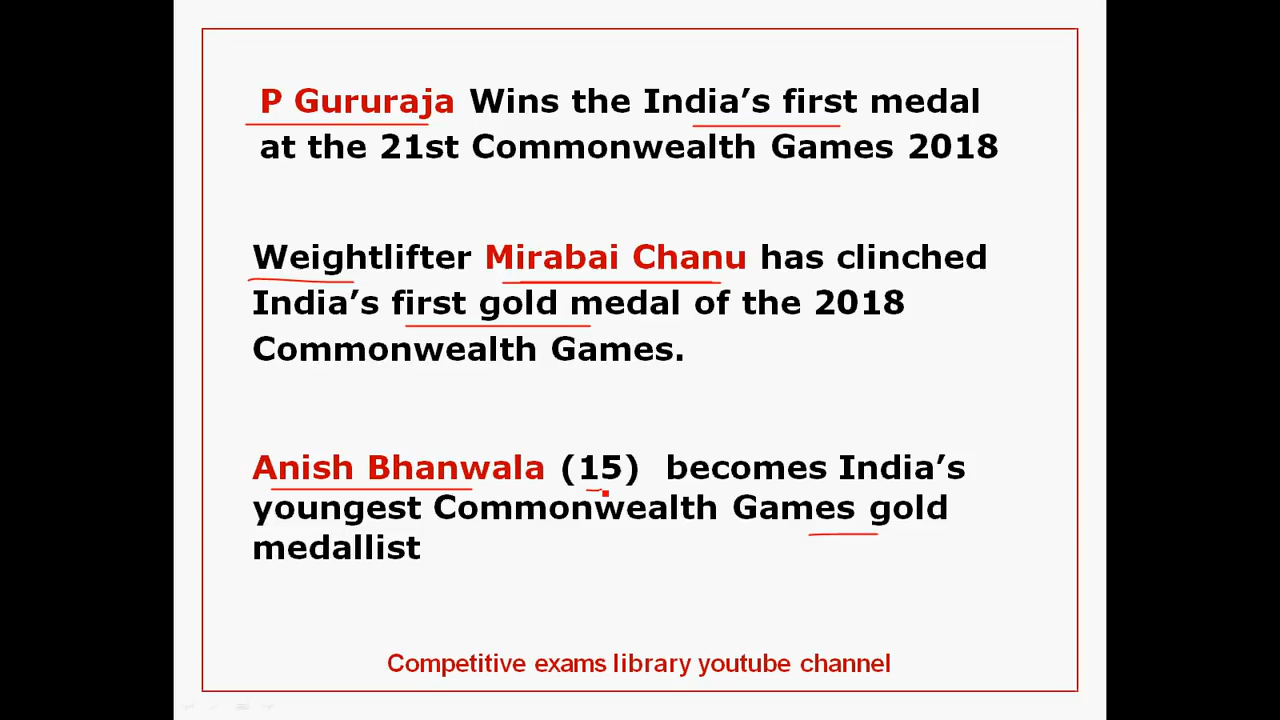 P Gururaja Wins the India’s first medal
at the 21st Commonwealth Games 2018
Weightlifter Mirabai Chanu has clinched
India’s first gold medal of the 2018
Commonwealth Games.
Anish Bhanwala (15) becomes India’s
youngest Commonwealth Games gold
medallist
Competitive exams library youtube channel